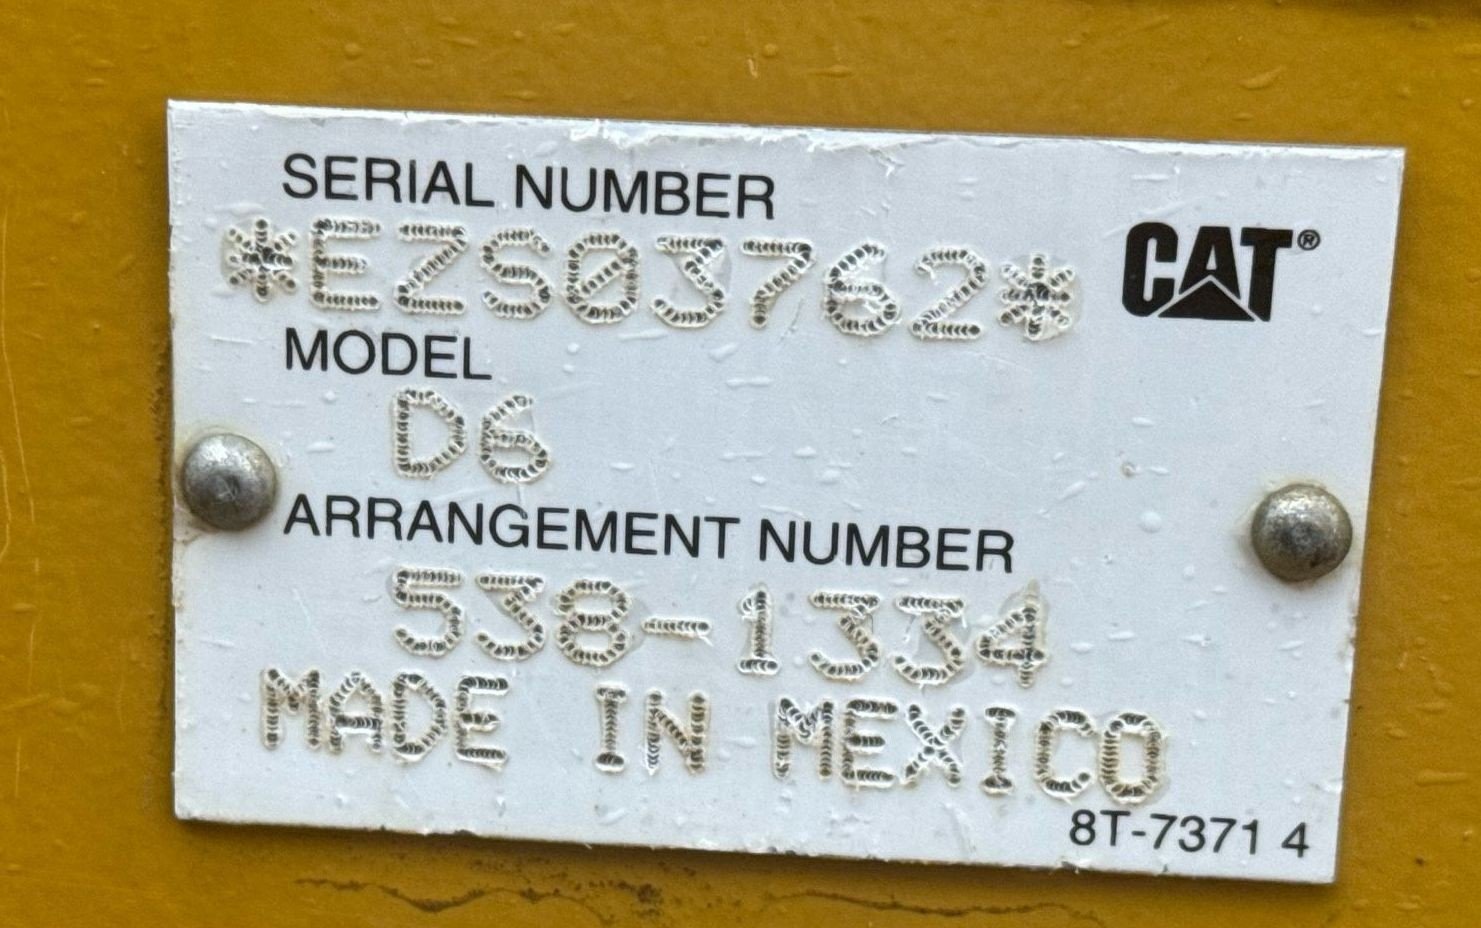 SERIAL NUMBER
*EZS03762*
CAT®
MODEL
D6
ARRANGEMENT NUMBER
538-1334
MADE IN MEXICO
8T-7371 4